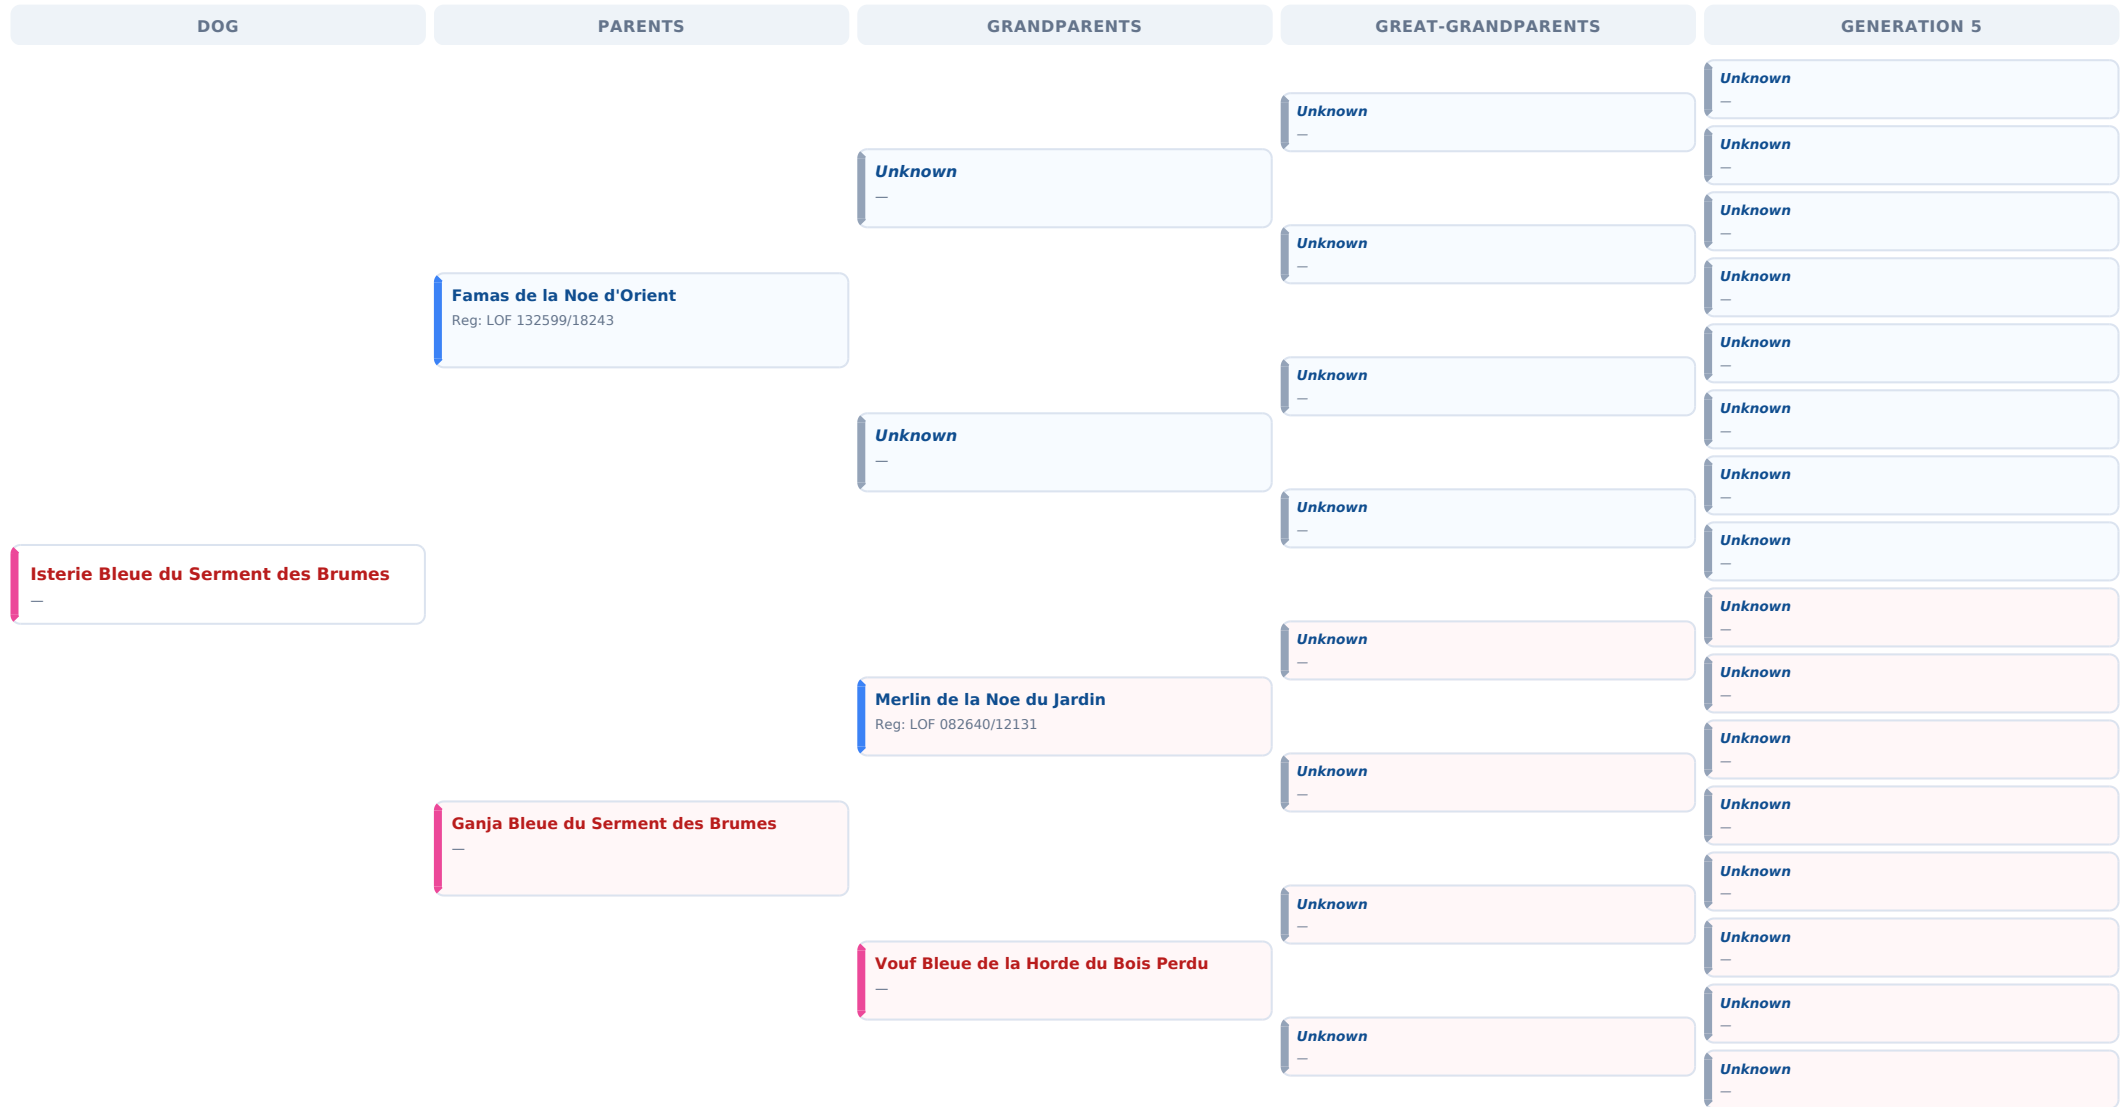 DOG
PARENTS
GRANDPARENTS
GREAT-GRANDPARENTS
GENERATION 5
Isterie Bleue du Serment des Brumes
—
Famas de la Noe d'Orient
Reg: LOF 132599/18243
Ganja Bleue du Serment des Brumes
—
Unknown
—
Unknown
—
Merlin de la Noe du Jardin
Reg: LOF 082640/12131
Vouf Bleue de la Horde du Bois Perdu
—
Unknown
—
Unknown
—
Unknown
—
Unknown
—
Unknown
—
Unknown
—
Unknown
—
Unknown
—
Unknown
—
Unknown
—
Unknown
—
Unknown
—
Unknown
—
Unknown
—
Unknown
—
Unknown
—
Unknown
—
Unknown
—
Unknown
—
Unknown
—
Unknown
—
Unknown
—
Unknown
—
Unknown
—